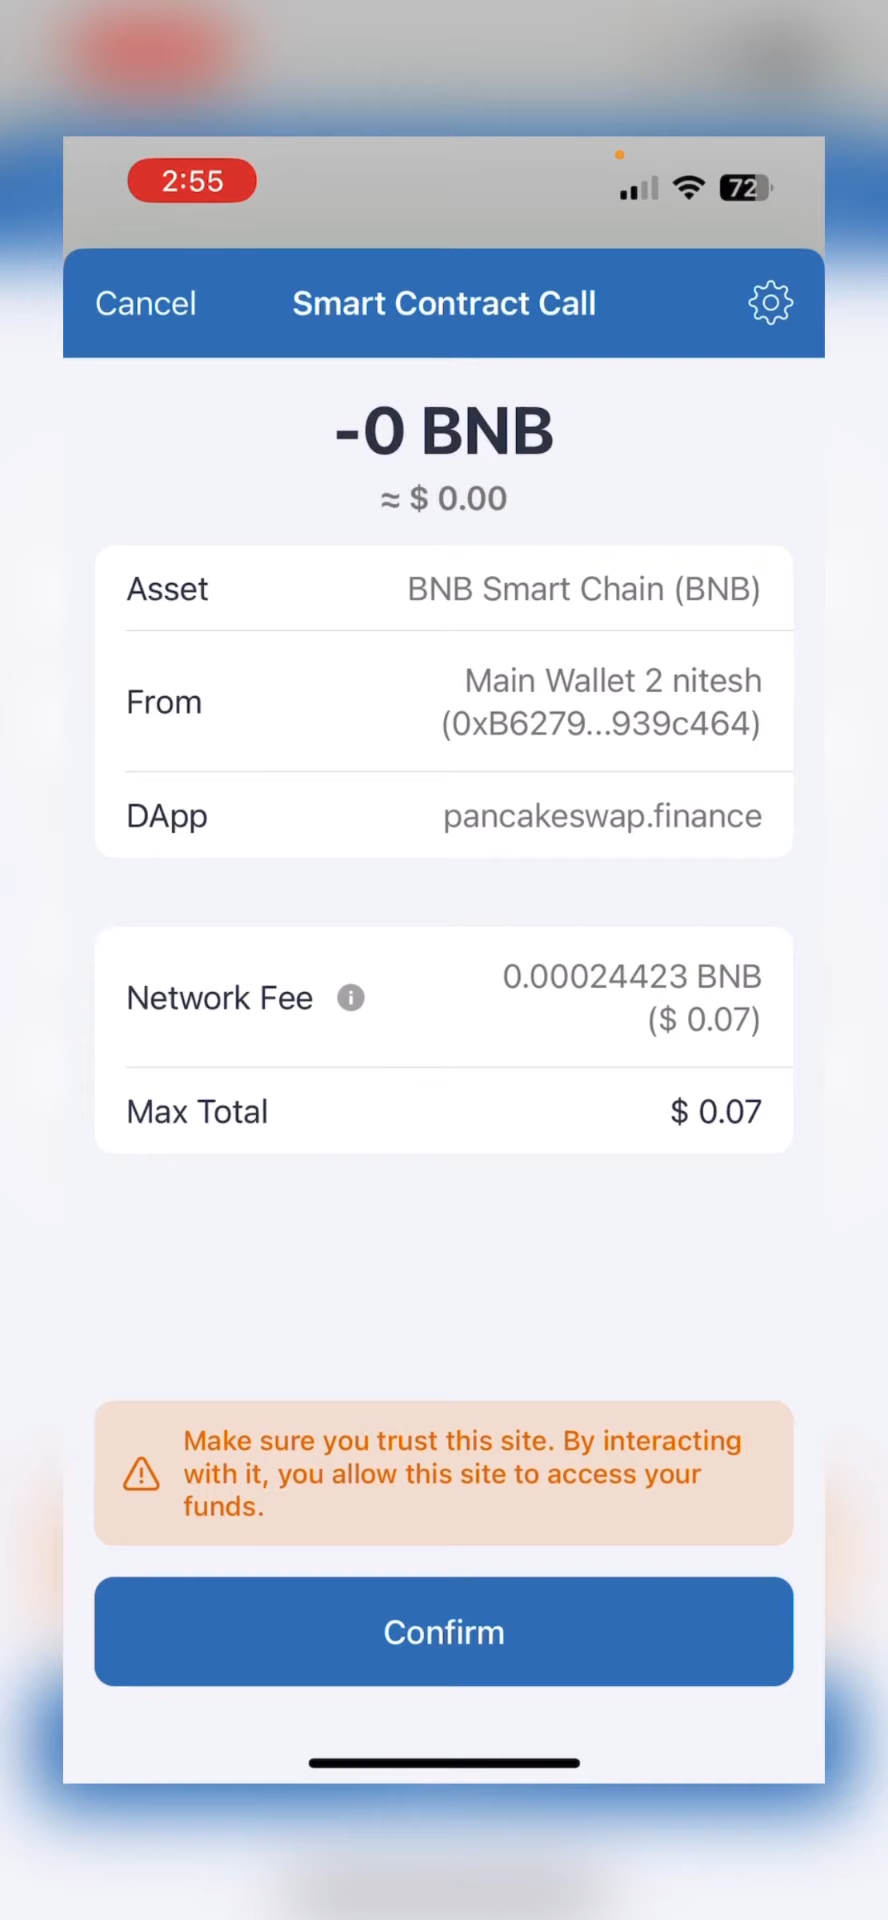 2:55
72
Cancel
Smart Contract Call
-0 BNB
≈ $ 0.00
Asset
BNB Smart Chain (BNB)
From
Main Wallet 2 nitesh
(0xB6279...939c464)
DApp
pancakeswap.finance
Network Fee
0.00024423 BNB
($ 0.07)
Max Total
$ 0.07
Make sure you trust this site. By interacting
with it, you allow this site to access your
funds.
Confirm